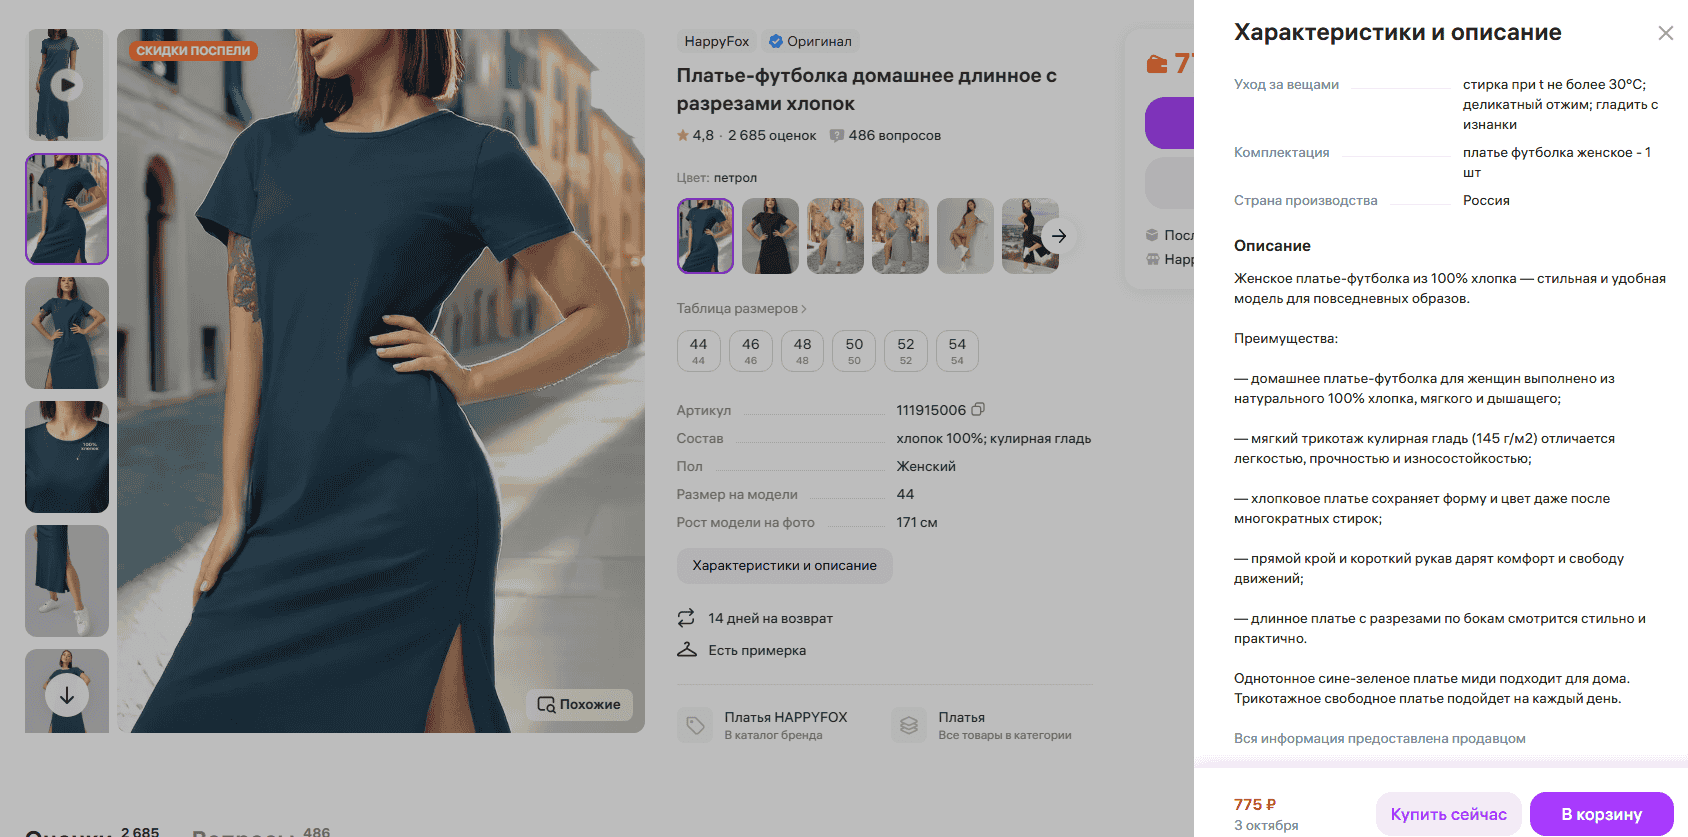 СКИДКИ ПОСПЕЛИ
100%
ХЛОПОК
Похожие
HappyFox
Оригинал
Платье-футболка домашнее длинное с
разрезами хлопок
4,8 · 2 685 оценок
486 вопросов
Цвет: петрол
Таблица размеров
44 46 48 50 52 54
44 46 48 50 52 54
Артикул 111915006
Состав хлопок 100%; кулирная гладь
Пол Женский
Размер на модели 44
Рост модели на фото 171 см
Характеристики и описание
14 дней на возврат
Есть примерка
Платья HAPPYFOX
В каталог бренда
Платья
Все товары в категории
2 685
486
Характеристики и описание
Уход за вещами стирка при t не более 30°C;
деликатный отжим; гладить с
изнанки
Комплектация платье футболка женское - 1
шт
Страна производства Россия
Описание
Женское платье-футболка из 100% хлопка — стильная и удобная
модель для повседневных образов.
Преимущества:
— домашнее платье-футболка для женщин выполнено из
натурального 100% хлопка, мягкого и дышащего;
— мягкий трикотаж кулирная гладь (145 г/м2) отличается
легкостью, прочностью и износостойкостью;
— хлопковое платье сохраняет форму и цвет даже после
многократных стирок;
— прямой крой и короткий рукав дарят комфорт и свободу
движений;
— длинное платье с разрезами по бокам смотрится стильно и
практично.
Однотонное сине-зеленое платье миди подходит для дома.
Трикотажное свободное платье подойдет на каждый день.
Вся информация предоставлена продавцом
775 ₽
3 октября
Купить сейчас
В корзину